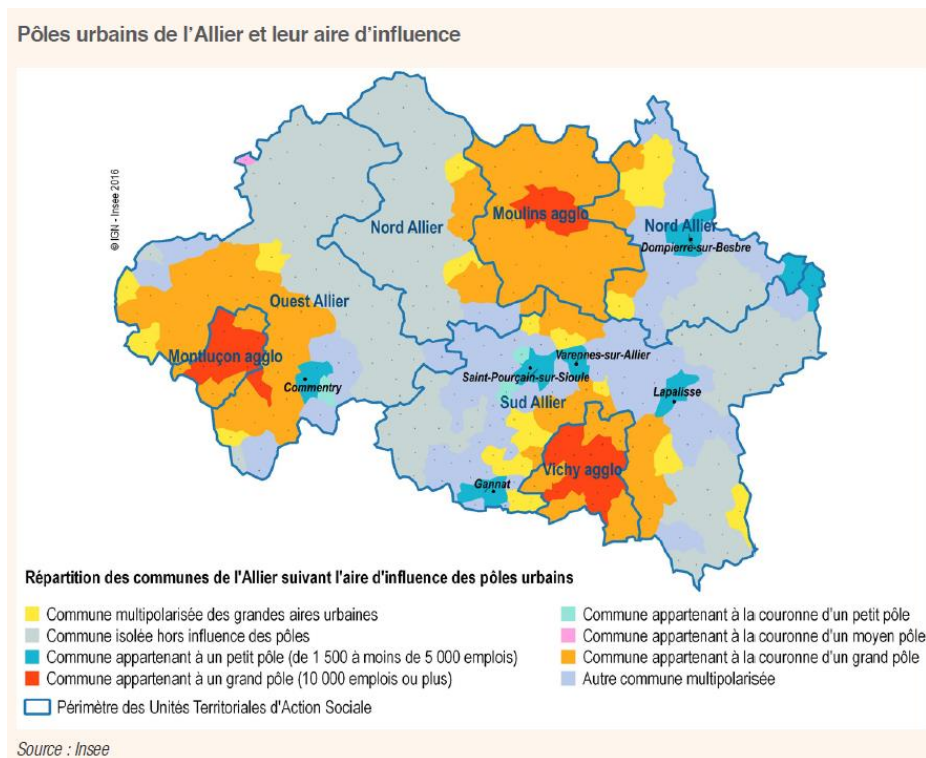 Pôles urbains de l'Allier et leur aire d'influence
© IGN - Insee 2016
Moulins agglo
Nord Allier
Nord Allier
Dompierre-sur-Besbre
Ouest Allier
Montluçon agglo
Commentry
Varennes-sur-Allier
Saint-Pourçain-sur-Sioule
Lapalisse
Sud Allier
Vichy agglo
Gannat
Répartition des communes de l'Allier suivant l'aire d'influence des pôles urbains
Commune multipolarisée des grandes aires urbaines
Commune isolée hors influence des pôles
Commune appartenant à un petit pôle (de 1 500 à moins de 5 000 emplois)
Commune appartenant à un grand pôle (10 000 emplois ou plus)
Périmètre des Unités Territoriales d'Action Sociale
Commune appartenant à la couronne d'un petit pôle
Commune appartenant à la couronne d'un moyen pôle
Commune appartenant à la couronne d'un grand pôle
Autre commune multipolarisée
Source : Insee